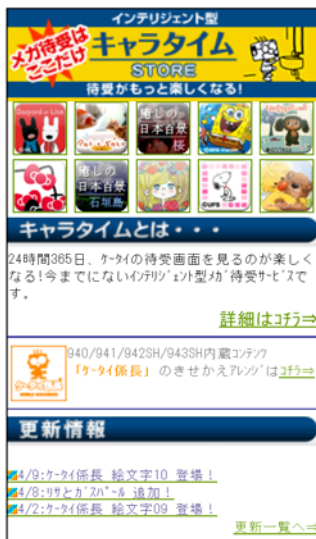 インテリジェント型
メガ待受は
ここだけ
キャラタイム
STORE
待受がもっと楽しくなる!
Gaspard et Lisa
癒しの
日本百景
桜
癒しの
日本百景
石垣島
キャラタイムとは・・・
24時間365日、ケータイの待受画面を見るのが楽しく
なる!今までにないインテリジェント型メガ待受サービスで
す。
詳細はコチラ⇒
940/941/942SH/943SH内蔵コンテンツ
「ケータイ係長」のきせかえアレンジはコチラ⇒
ケータイ係長
更新情報
4/9:ケータイ係長 絵文字10 登場!
4/8:リサとガスパール 追加!
4/2:ケータイ係長 絵文字09 登場!
更新一覧へ⇒